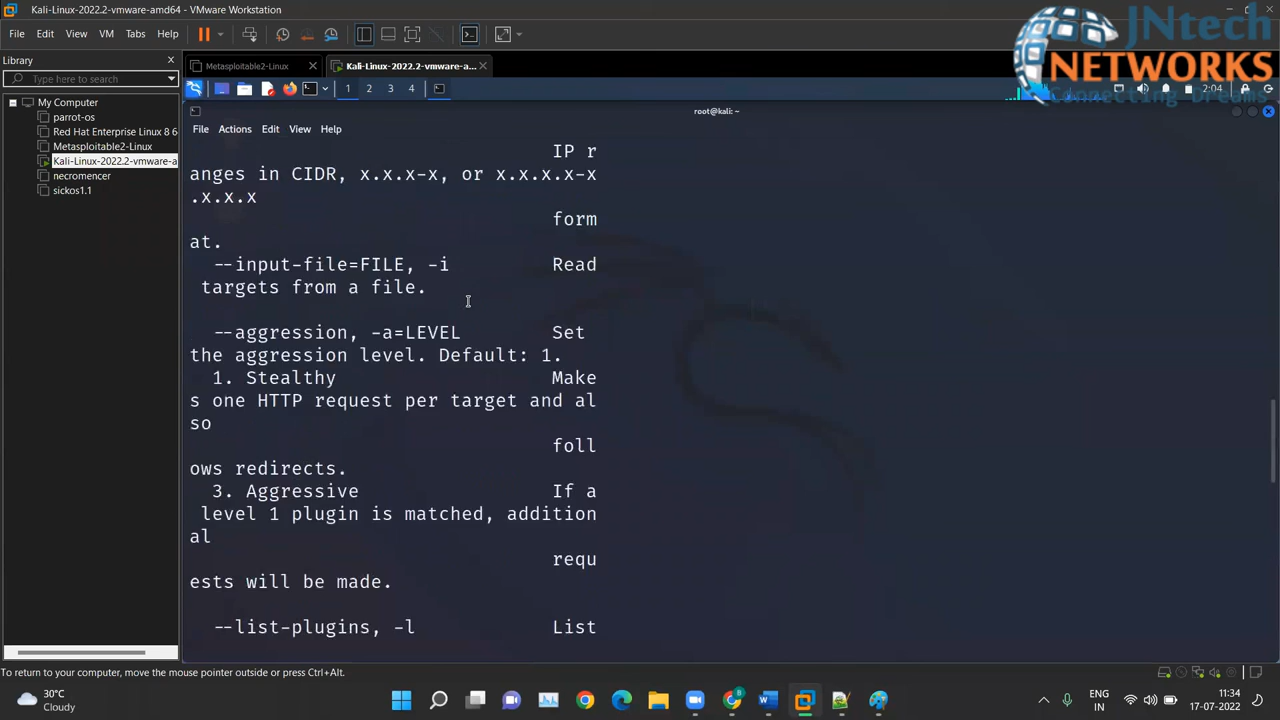 Kali-Linux-2022.2-vmware-amd64 - VMware Workstation
JNtech
NETWORKS
Connecting Dreams
File Edit View VM Tabs Help
Library
Type here to search
My Computer
parrot-os
Red Hat Enterprise Linux 8 6
Metasploitable2-Linux
Kali-Linux-2022.2-vmware-a
necromencer
sickos1.1
Metasploitable2-Linux
Kali-Linux-2022.2-vmware-a...
1 2 3 4
2:04
root@kali: ~
File Actions Edit View Help
IP r
anges in CIDR, x.x.x-x, or x.x.x.x-x
.x.x.x
form
at.
--input-file=FILE, -i Read
targets from a file.
--aggression, -a=LEVEL Set
the aggression level. Default: 1.
1. Stealthy Make
s one HTTP request per target and al
so
foll
ows redirects.
3. Aggressive If a
level 1 plugin is matched, addition
al
requ
ests will be made.
--list-plugins, -l List
To return to your computer, move the mouse pointer outside or press Ctrl+Alt.
30°C
Cloudy
ENG
IN
11:34
17-07-2022